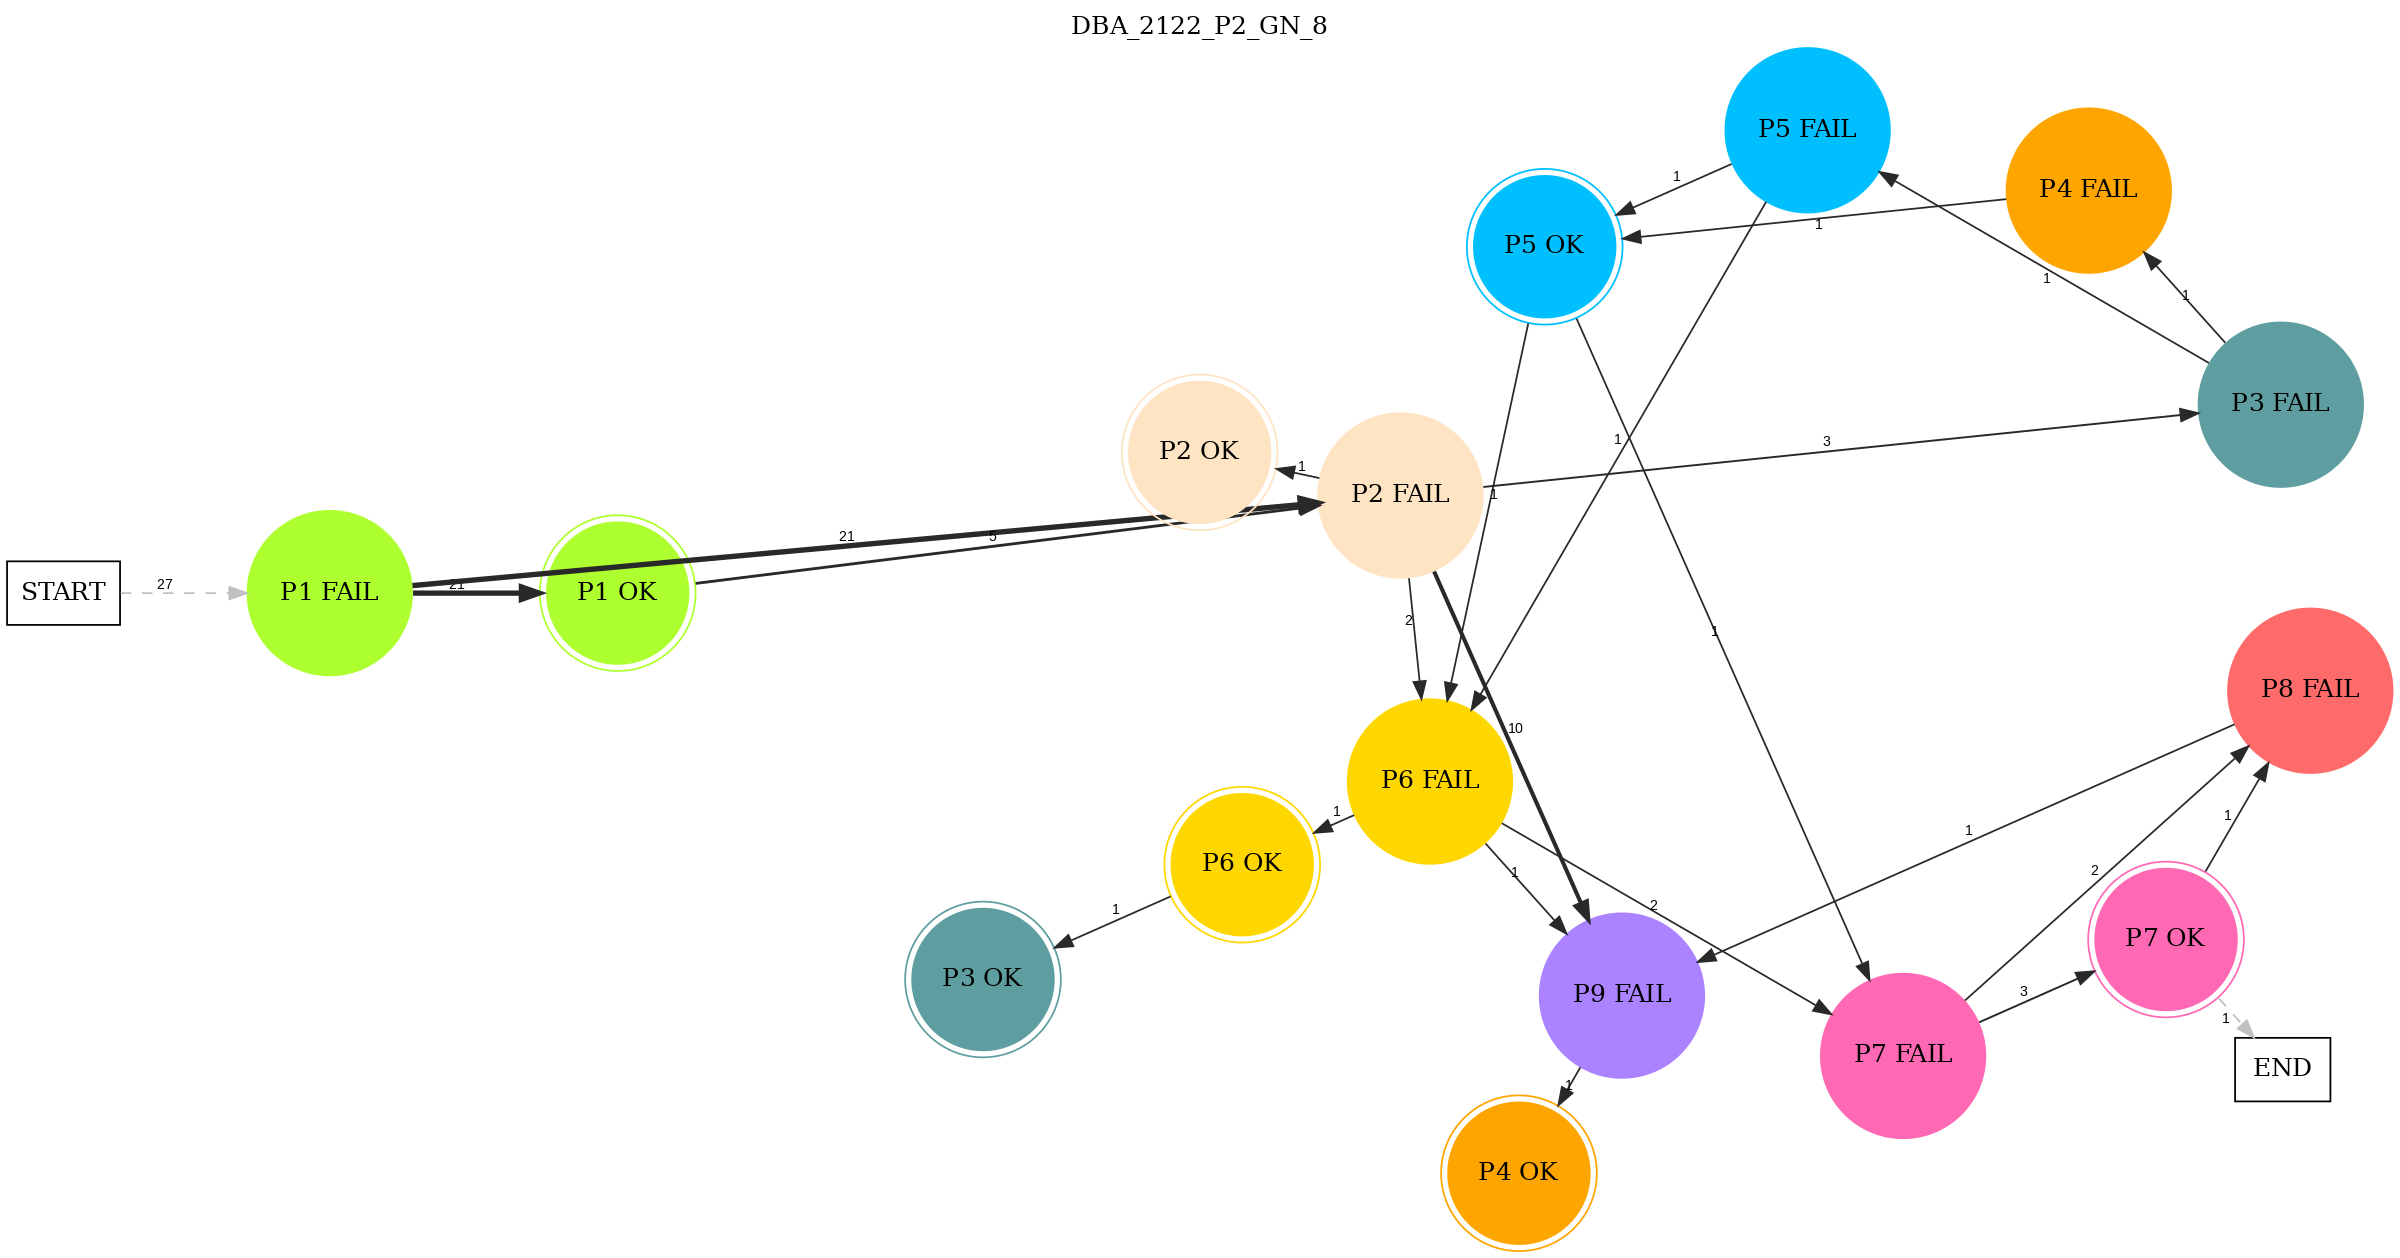 DBA_2122_P2_GN_8
P5 FAIL
1
P4 FAIL
P5 OK
1
1
1
P3 FAIL
3
1
P2 OK
1
P2 FAIL
1
START
27
P1 FAIL
21
P1 OK
21
5
2
1
P8 FAIL
10
P6 FAIL
1
1
1
P6 OK
1
2
2
1
P3 OK
P9 FAIL
3
P7 OK
1
P7 FAIL
END
1
P4 OK